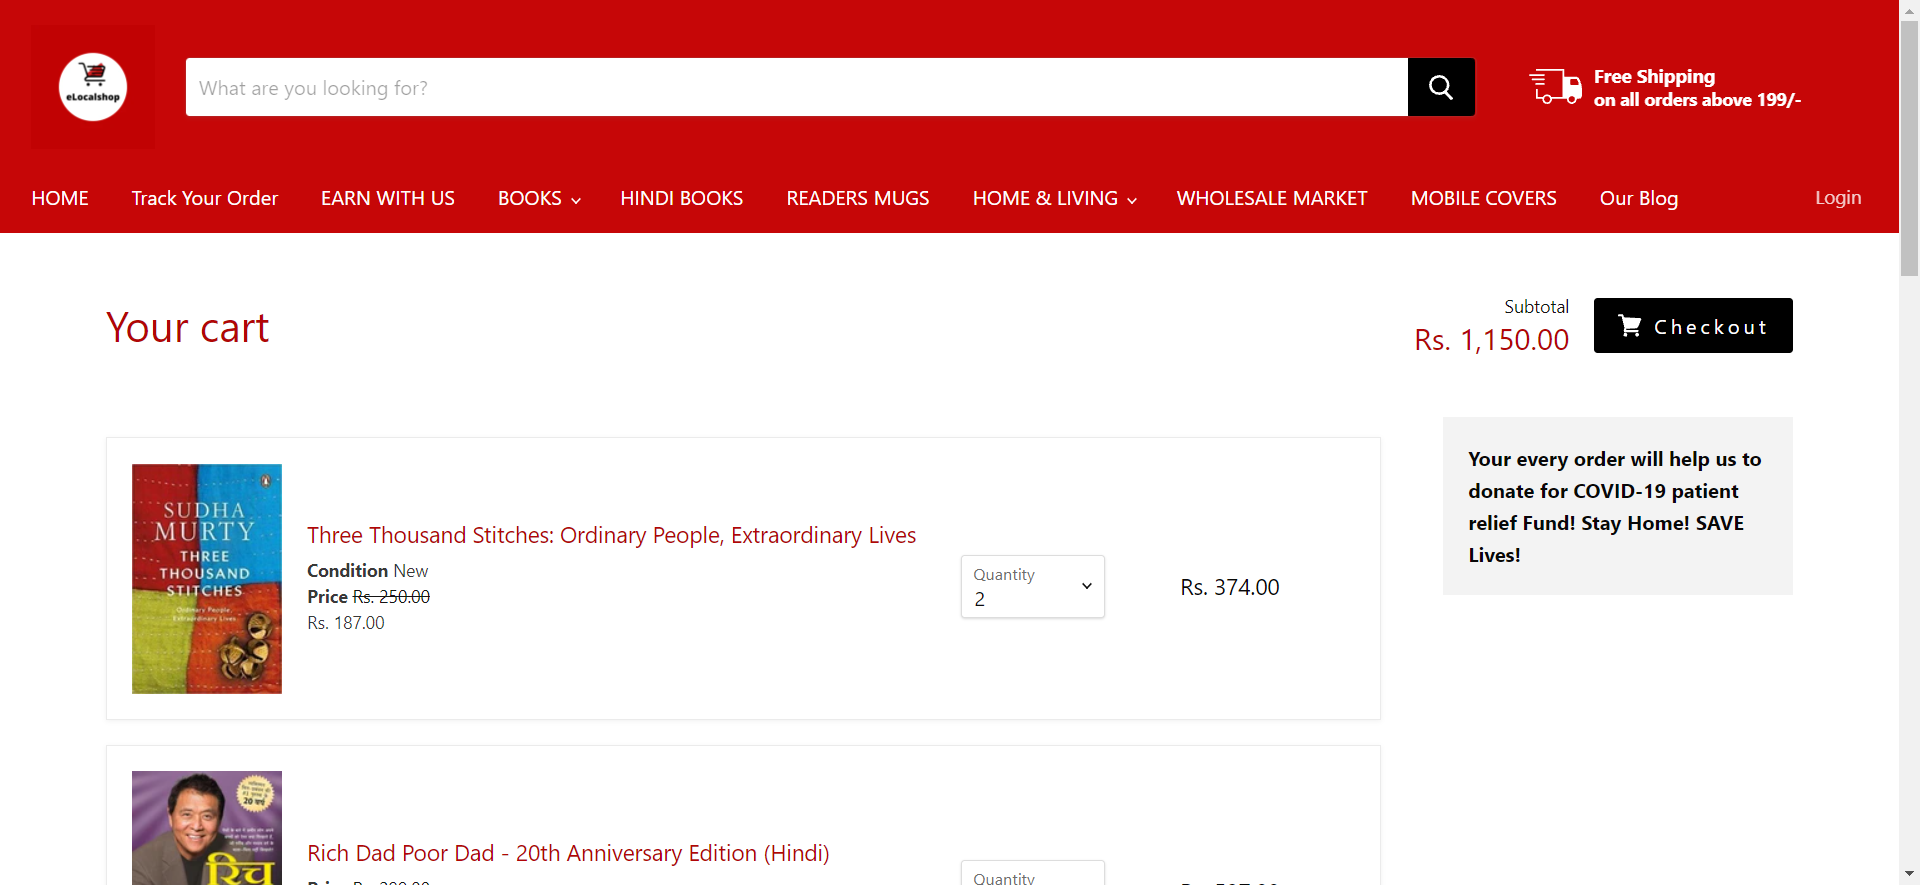 eLocalshop
What are you looking for?
Free Shipping
on all orders above 199/-
HOME Track Your Order EARN WITH US BOOKS HINDI BOOKS READERS MUGS HOME & LIVING WHOLESALE MARKET MOBILE COVERS Our Blog Login
Your cart
Subtotal
Rs. 1,150.00
Checkout
Your every order will help us to
donate for COVID-19 patient
relief Fund! Stay Home! SAVE
Lives!
SUDHA
MURTY
THREE
THOUSAND
STITCHES
Ordinary People,
Extraordinary Lives
Three Thousand Stitches: Ordinary People, Extraordinary Lives
Condition New
Price Rs. 250.00
Rs. 187.00
Quantity
2
Rs. 374.00
20 वर्ष
रिच
Rich Dad Poor Dad - 20th Anniversary Edition (Hindi)
Quantity